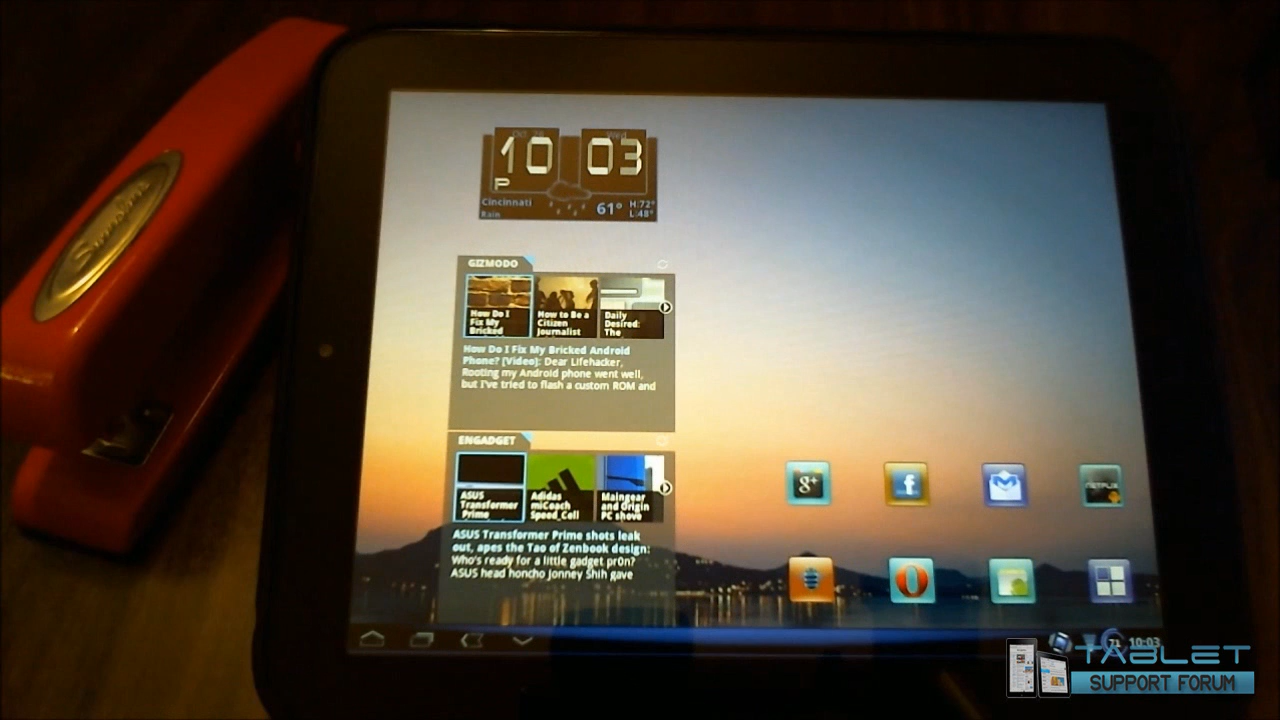 Swingline
Oct 26 Wed
10 03
P
Cincinnati
Rain
61° H:72° L:48°
GIZMODO
How Do I Fix My Bricked
How to Be a Citizen Journalist
Daily Desired: The
How Do I Fix My Bricked Android
Phone? [Video]: Dear Lifehacker,
Rooting my Android phone went well,
but I've tried to flash a custom ROM and
ENGADGET
ASUS Transformer Prime
Adidas miCoach Speed_Cell
Maingear and Origin PC shove
ASUS Transformer Prime shots leak
out, apes the Tao of Zenbook design:
Who's ready for a little gadget pr0n?
ASUS head honcho Jonney Shih gave
g+ f NETFLIX
10:03
TABLET
SUPPORT FORUM